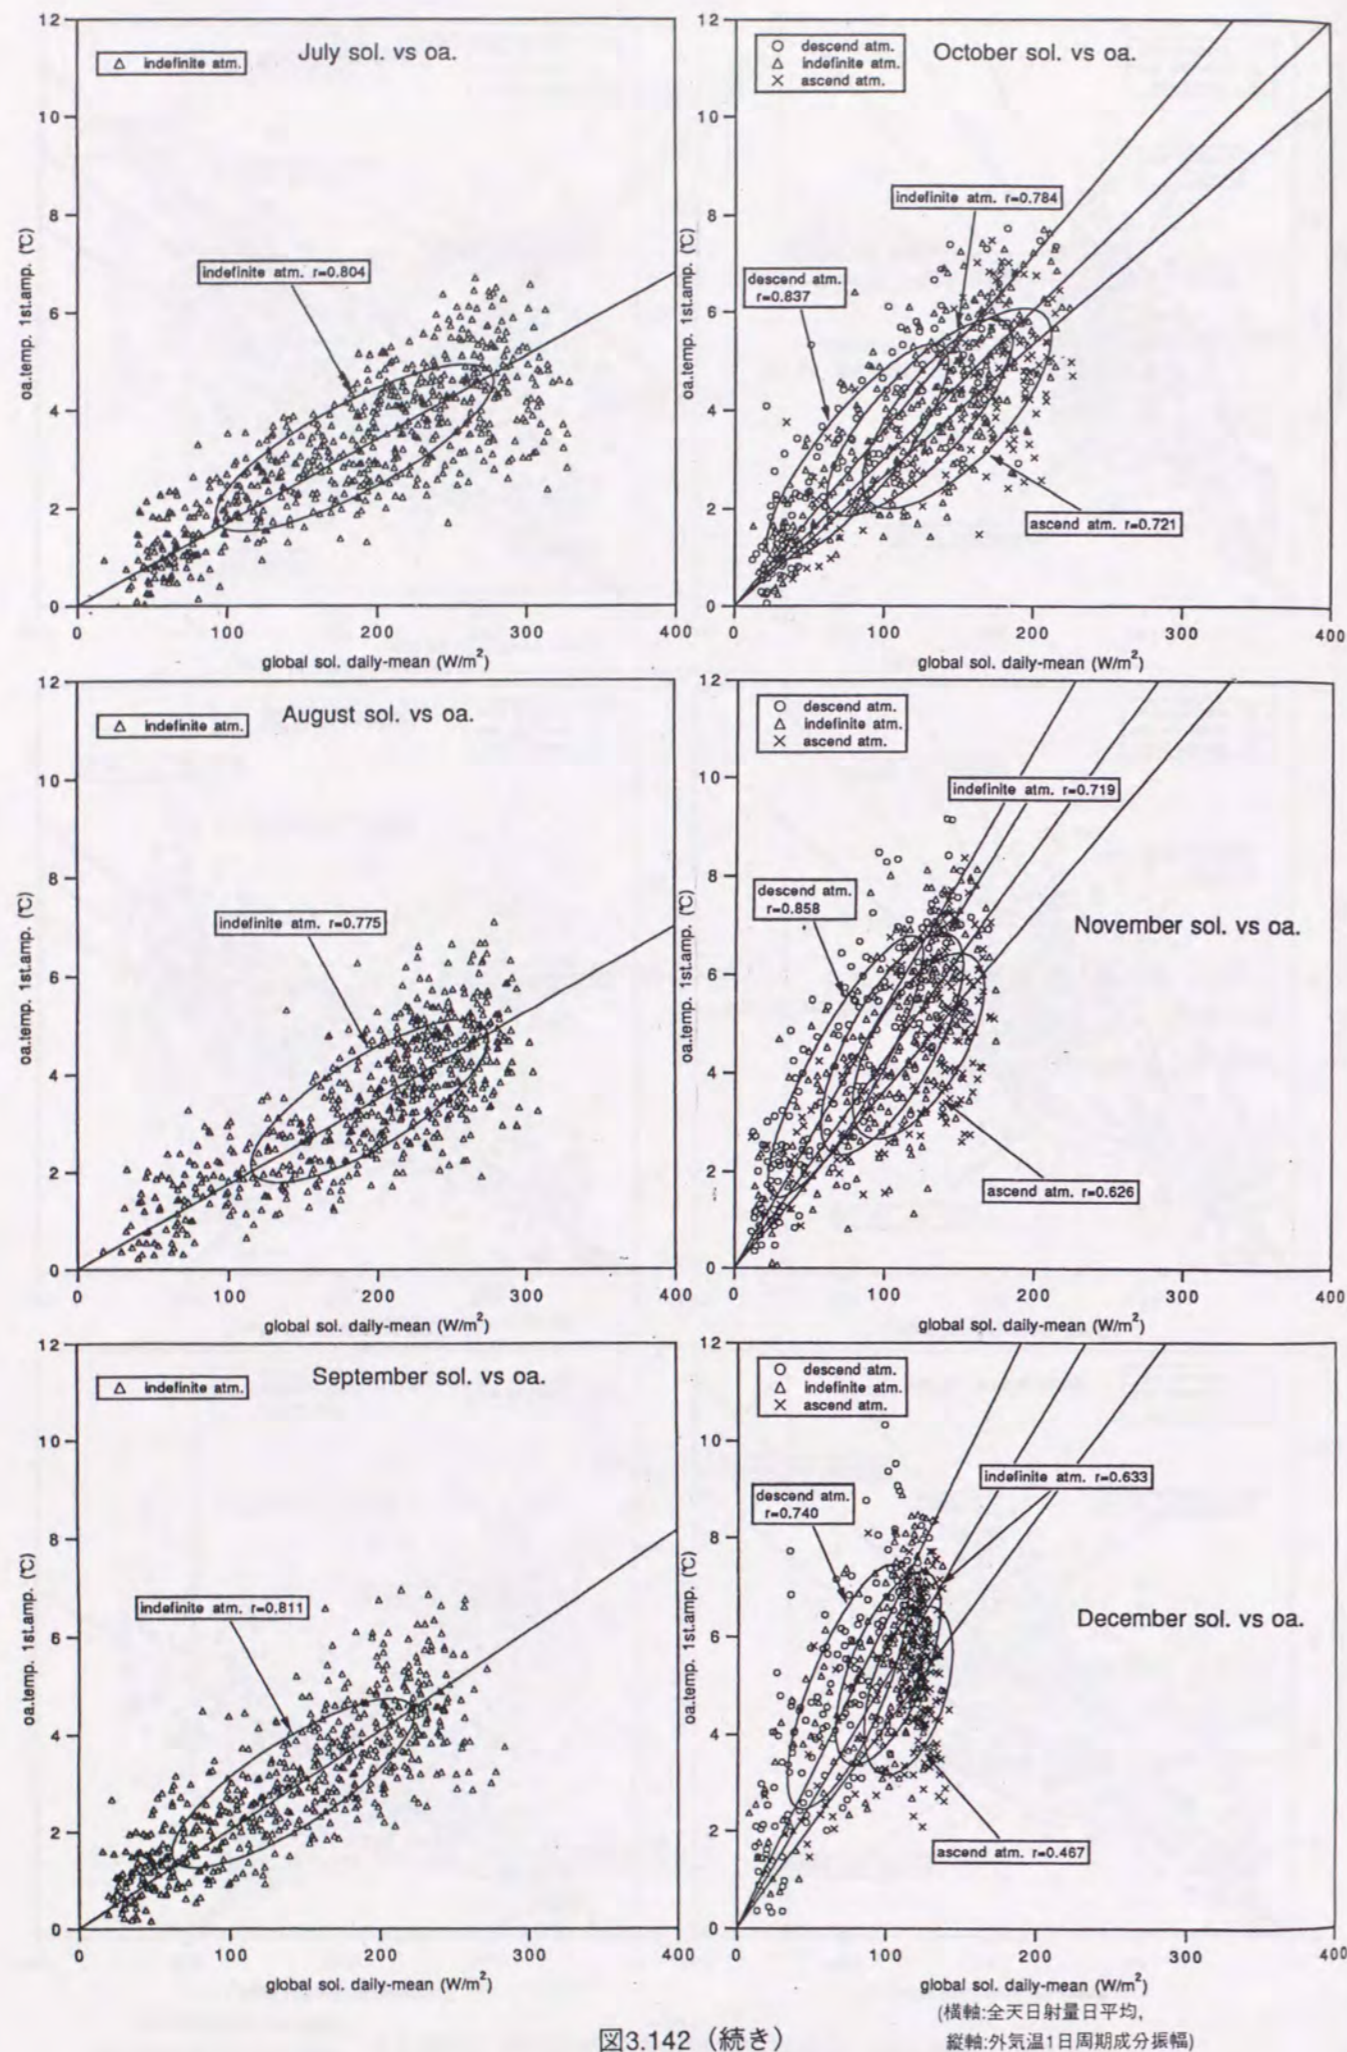 July sol. vs oa.
△ indefinite atm.
indefinite atm. r=0.804
oa.temp. 1st.amp. (℃)
12
10
8
6
4
2
0
0 100 200 300 400
global sol. daily-mean (W/m²)
October sol. vs oa.
○ descend atm.
△ indefinite atm.
× ascend atm.
indefinite atm. r=0.784
descend atm.
r=0.837
ascend atm. r=0.721
oa.temp. 1st.amp. (℃)
12
10
8
6
4
2
0
0 100 200 300 400
global sol. daily-mean (W/m²)
August sol. vs oa.
△ indefinite atm.
indefinite atm. r=0.775
oa.temp. 1st.amp. (℃)
12
10
8
6
4
2
0
0 100 200 300 400
global sol. daily-mean (W/m²)
○ descend atm.
△ indefinite atm.
× ascend atm.
indefinite atm. r=0.719
descend atm.
r=0.858
November sol. vs oa.
ascend atm. r=0.626
oa.temp. 1st.amp. (℃)
12
10
8
6
4
2
0
0 100 200 300 400
global sol. daily-mean (W/m²)
September sol. vs oa.
△ indefinite atm.
indefinite atm. r=0.811
oa.temp. 1st.amp. (℃)
12
10
8
6
4
2
0
0 100 200 300 400
global sol. daily-mean (W/m²)
○ descend atm.
△ indefinite atm.
× ascend atm.
indefinite atm. r=0.633
descend atm.
r=0.740
December sol. vs oa.
ascend atm. r=0.467
oa.temp. 1st.amp. (℃)
12
10
8
6
4
2
0
0 100 200 300 400
global sol. daily-mean (W/m²)
(横軸:全天日射量日平均,
縦軸:外気温1日周期成分振幅)
図3.142（続き）